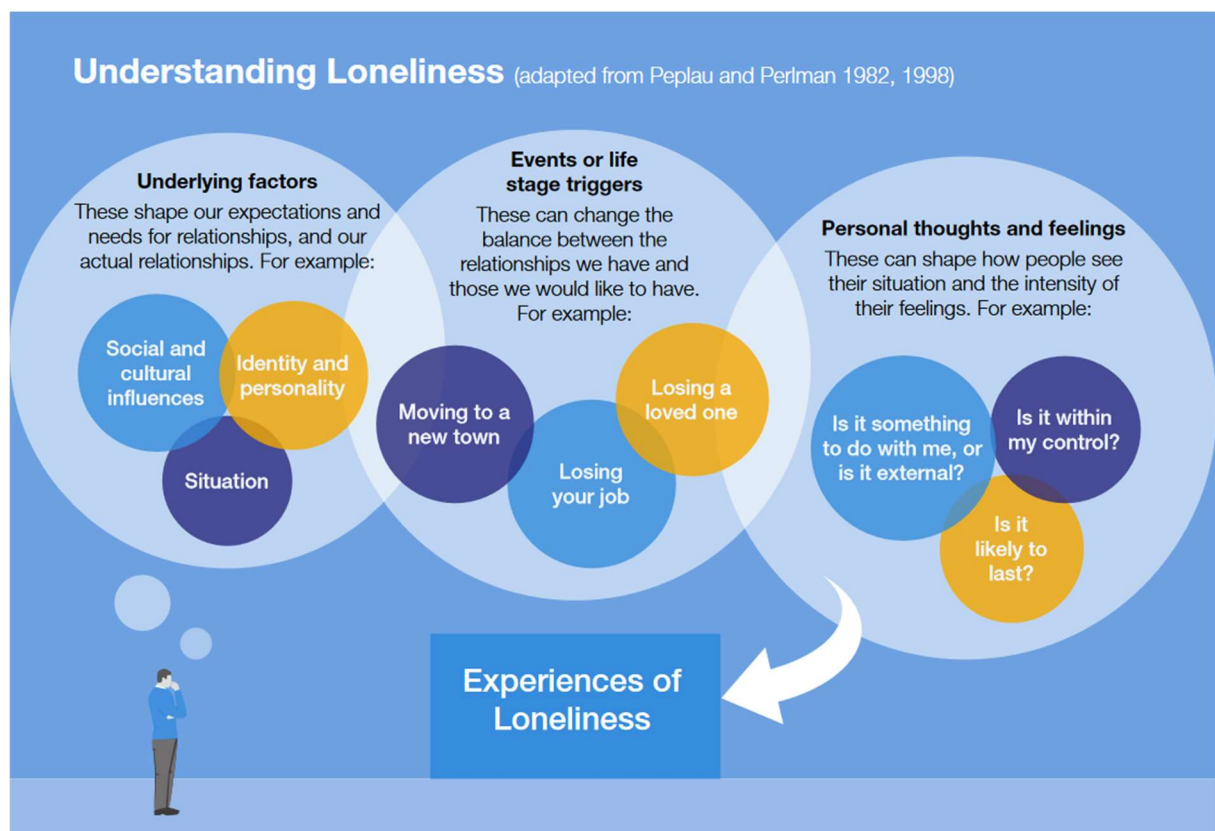 Understanding Loneliness (adapted from Peplau and Perlman 1982, 1998)
Underlying factors
These shape our expectations and
needs for relationships, and our
actual relationships. For example:
Social and
cultural
influences
Identity and
personality
Situation
Events or life
stage triggers
These can change the
balance between the
relationships we have and
those we would like to have.
For example:
Moving to a
new town
Losing
your job
Losing a
loved one
Personal thoughts and feelings
These can shape how people see
their situation and the intensity of
their feelings. For example:
Is it something
to do with me, or
is it external?
Is it within
my control?
Is it
likely to
last?
Experiences of
Loneliness